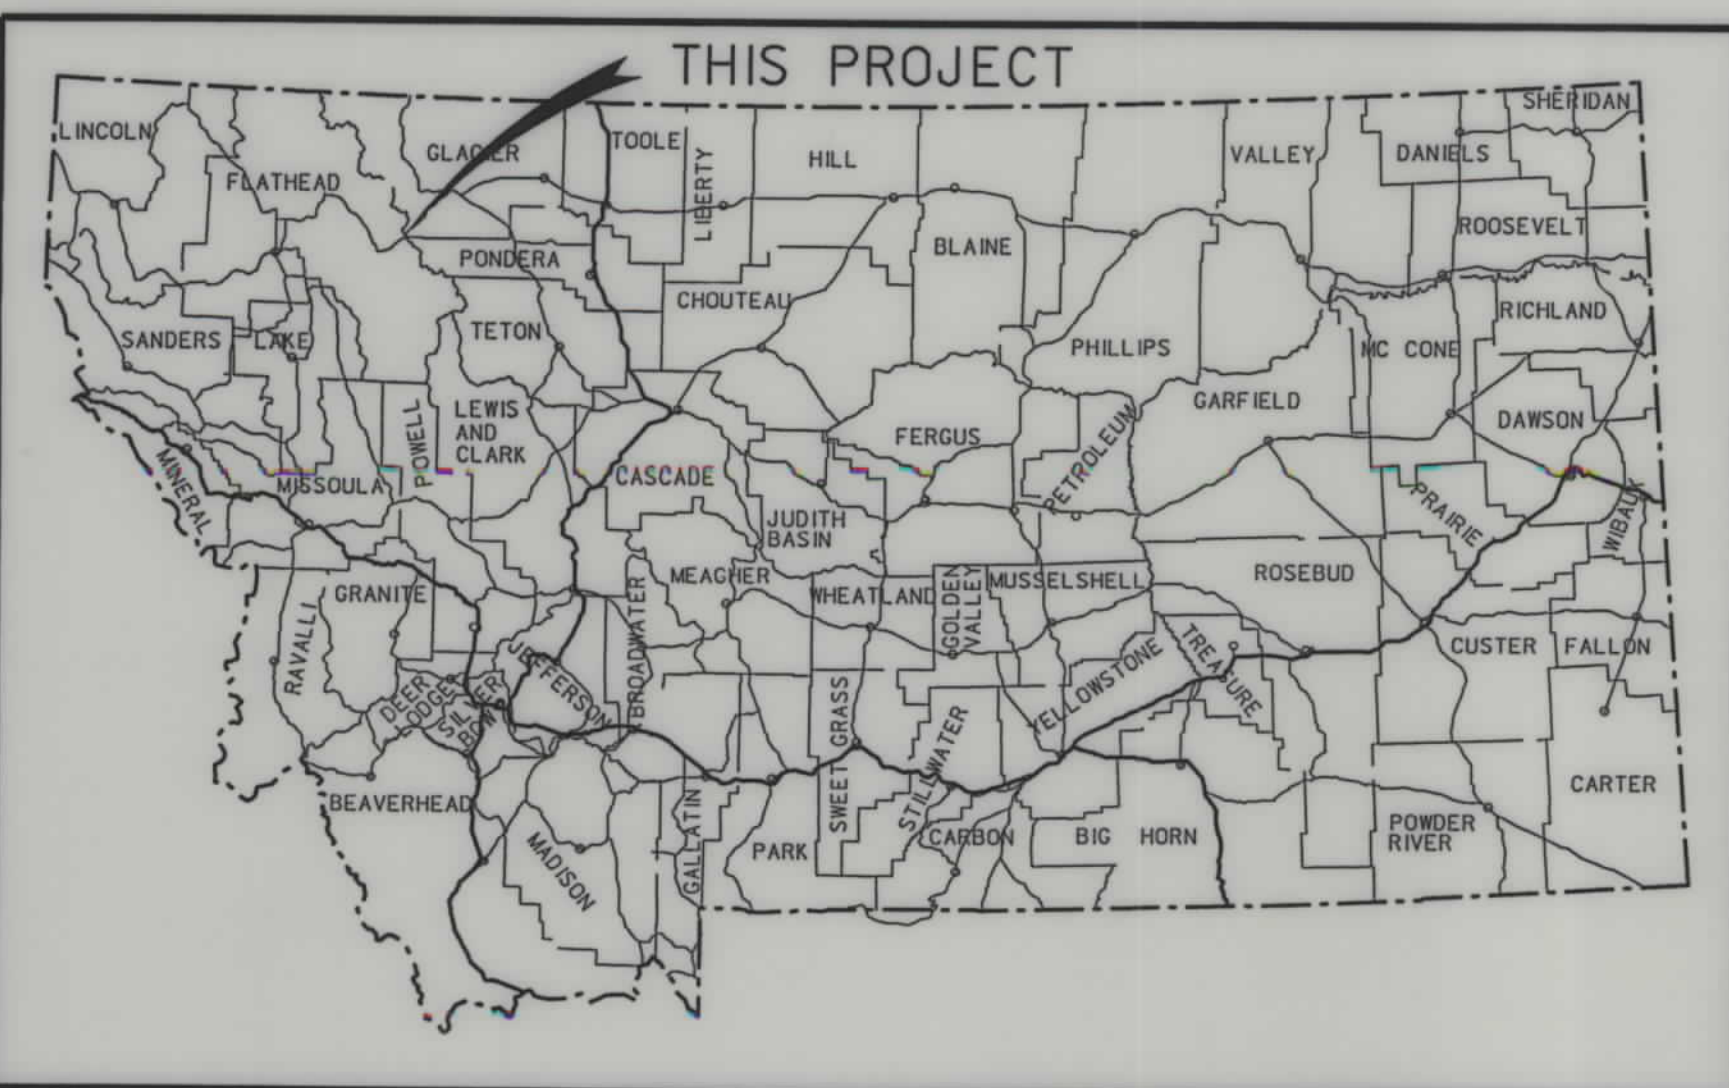 THIS PROJECT
SHERIDAN
LINCOLN
TOOLE
GLACIER
HILL
VALLEY
DANIELS
FLATHEAD
LIBERTY
ROOSEVELT
BLAINE
PONDERA
CHOUTEAU
RICHLAND
SANDERS
LAKE
TETON
PHILLIPS
MC CONE
GARFIELD
DAWSON
POWELL
LEWIS
AND
CLARK
FERGUS
PETROLEUM
MINERAL
MISSOULA
CASCADE
PRAIRIE
WIBAUX
JUDITH
BASIN
MEAGHER
GRANITE
WHEATLAND
GOLDEN
VALLEY
MUSSELSHELL
ROSEBUD
RAVALLI
BROADWATER
JEFFERSON
DEER
LODGE
SILVER
BOW
SWEET GRASS
STILLWATER
YELLOWSTONE
TREASURE
CUSTER
FALLON
BEAVERHEAD
MADISON
GALLATIN
PARK
CARBON
BIG HORN
POWDER
RIVER
CARTER